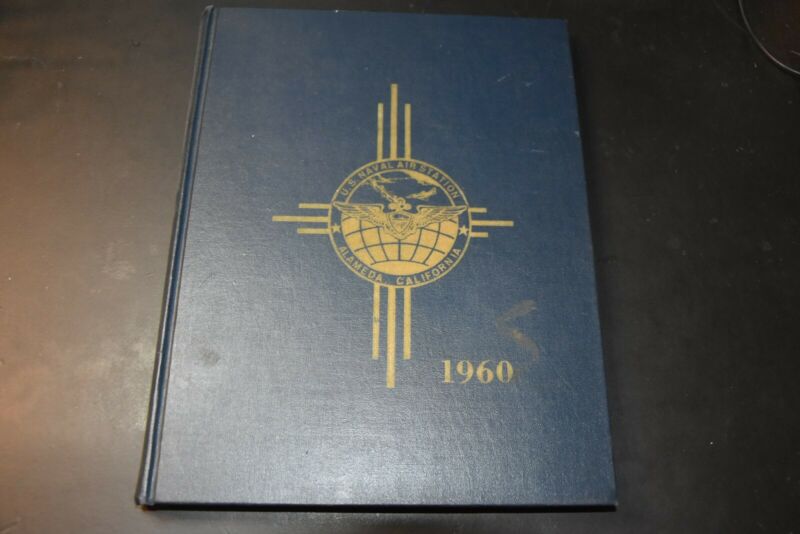 U.S. NAVAL AIR STATION
ALAMEDA, CALIFORNIA
1960